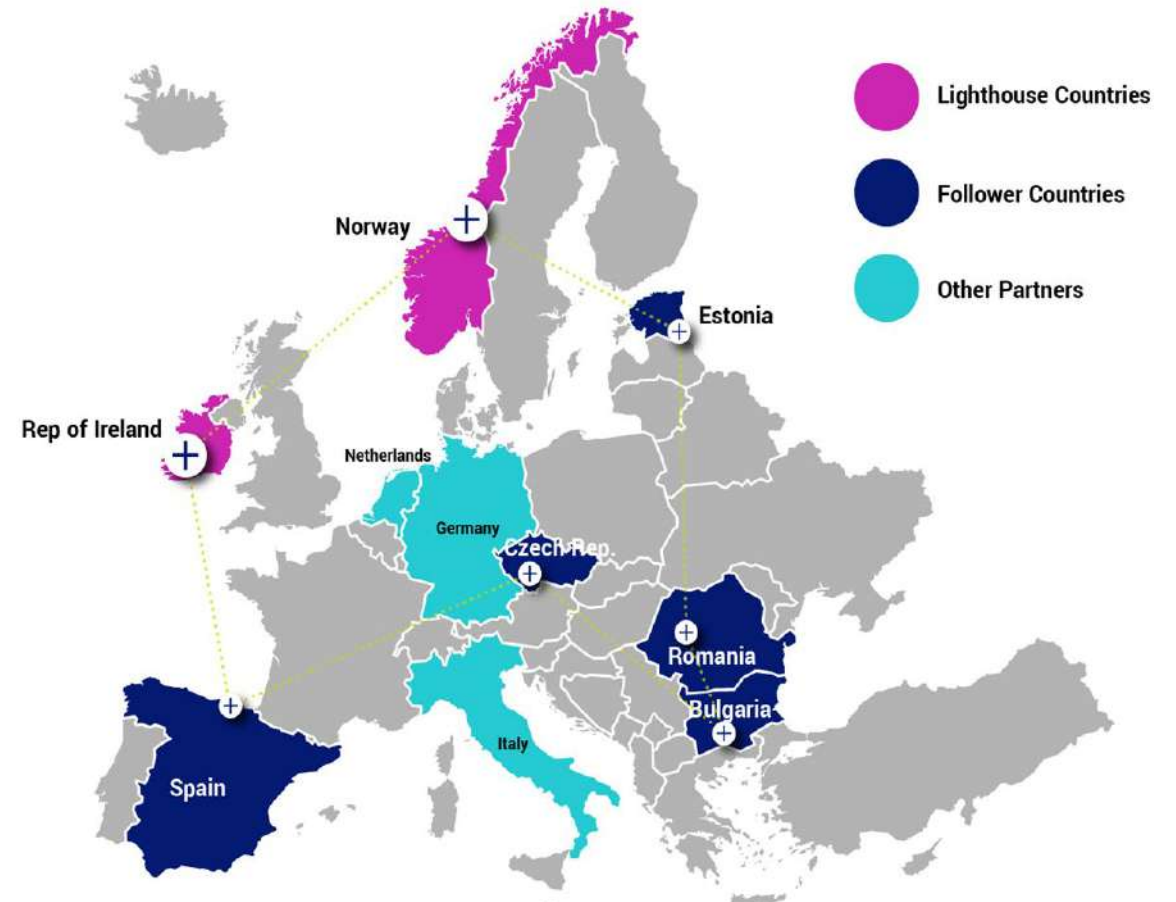 Lighthouse Countries
Follower Countries
Norway
Other Partners
Estonia
Rep of Ireland
Netherlands
Germany
Czech Rep.
Romania
Bulgaria
Italy
Spain